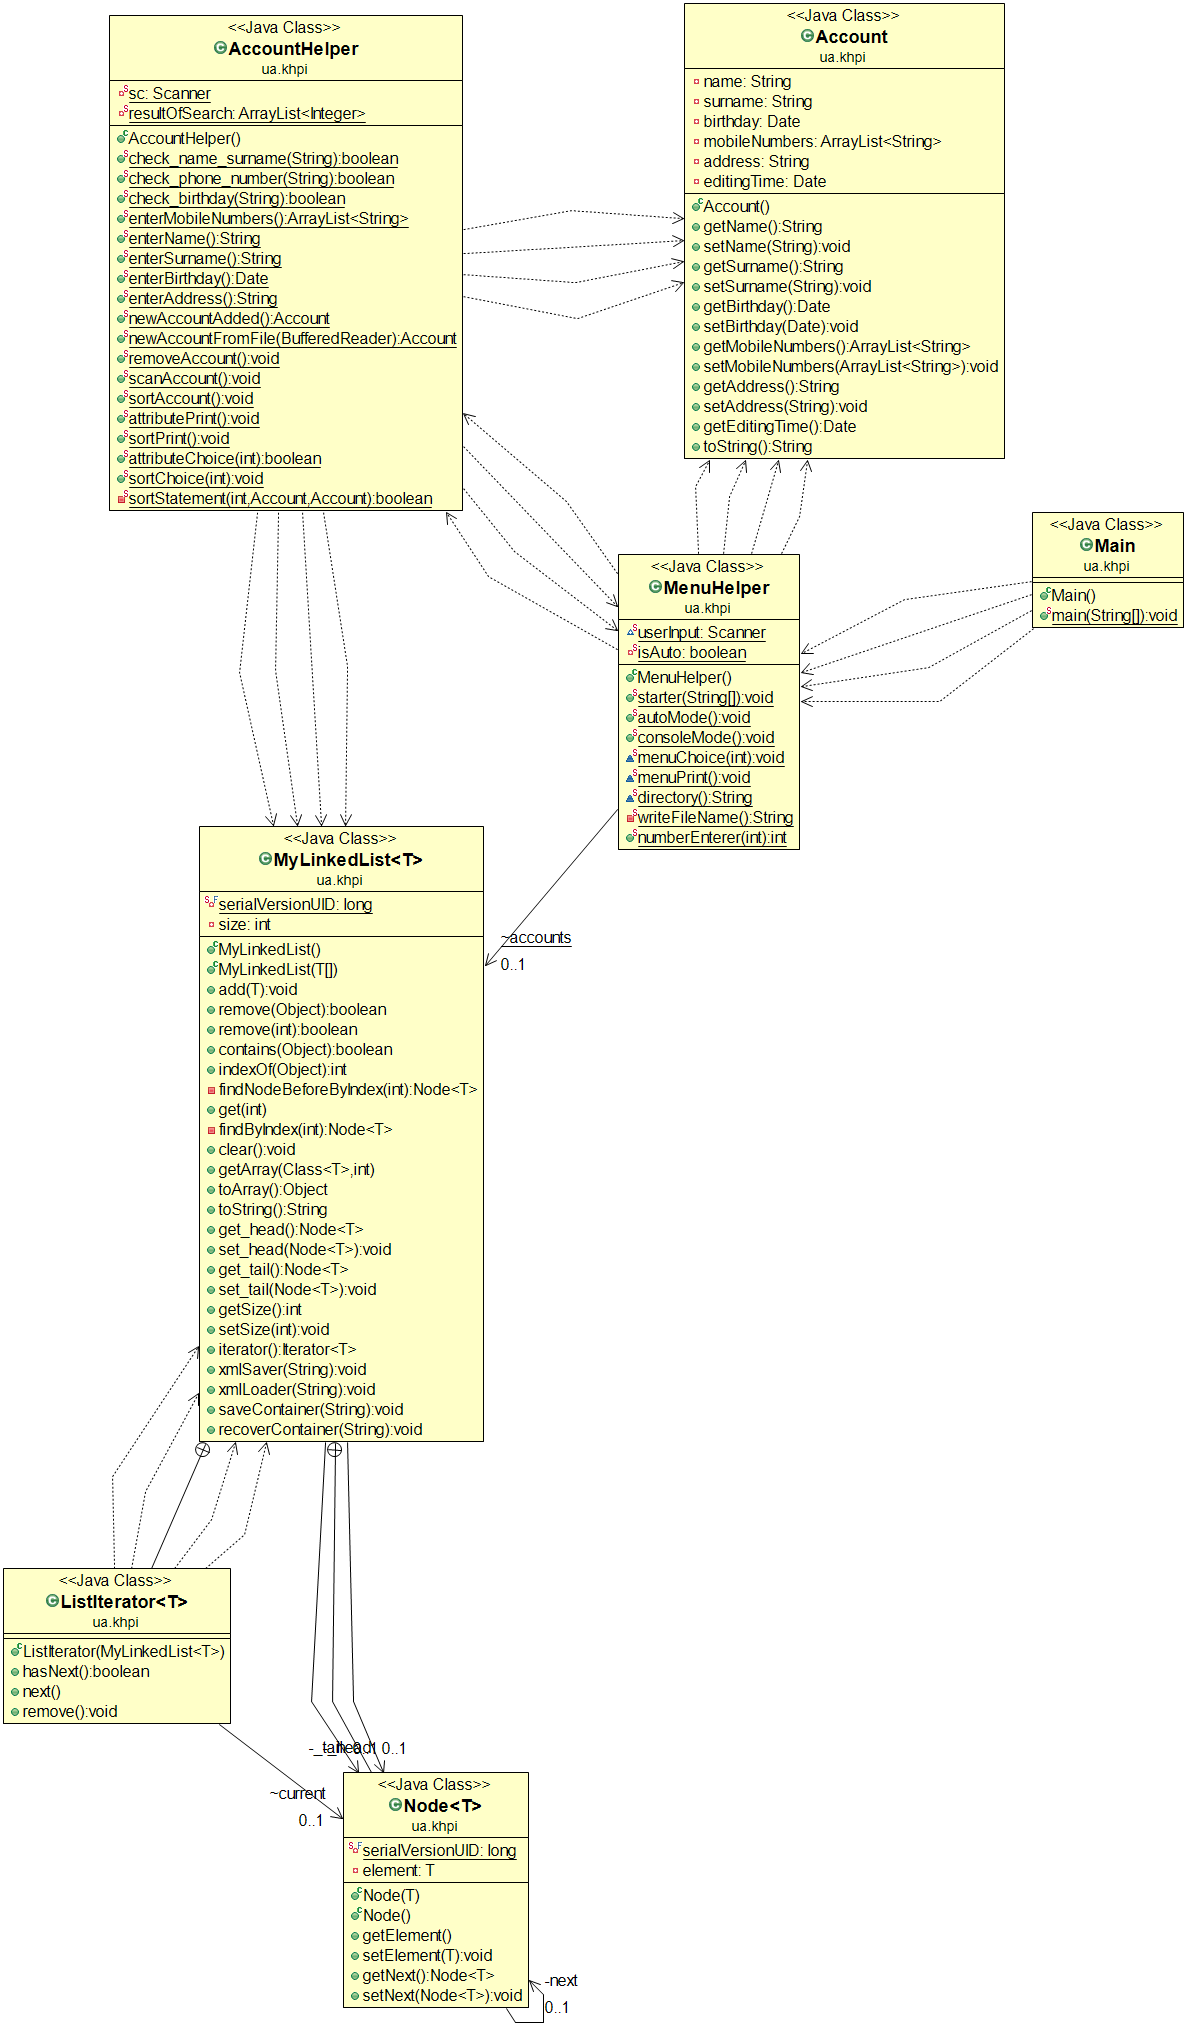 <<Java Class>>
AccountHelper
ua.khpi
sc: Scanner
resultOfSearch: ArrayList<Integer>
AccountHelper()
check_name_surname(String):boolean
check_phone_number(String):boolean
check_birthday(String):boolean
enterMobileNumbers():ArrayList<String>
enterName():String
enterSurname():String
enterBirthday():Date
enterAddress():String
newAccountAdded():Account
newAccountFromFile(BufferedReader):Account
removeAccount():void
scanAccount():void
sortAccount():void
attributePrint():void
sortPrint():void
attributeChoice(int):boolean
sortChoice(int):void
sortStatement(int,Account,Account):boolean
<<Java Class>>
Account
ua.khpi
name: String
surname: String
birthday: Date
mobileNumbers: ArrayList<String>
address: String
editingTime: Date
Account()
getName():String
setName(String):void
getSurname():String
setSurname(String):void
getBirthday():Date
setBirthday(Date):void
getMobileNumbers():ArrayList<String>
setMobileNumbers(ArrayList<String>):void
getAddress():String
setAddress(String):void
getEditingTime():Date
toString():String
<<Java Class>>
Main
ua.khpi
Main()
main(String[]):void
<<Java Class>>
MenuHelper
ua.khpi
userInput: Scanner
isAuto: boolean
MenuHelper()
starter(String[]):void
autoMode():void
consoleMode():void
menuChoice(int):void
menuPrint():void
directory():String
writeFileName():String
numberEnterer(int):int
~accounts
0..1
<<Java Class>>
MyLinkedList<T>
ua.khpi
serialVersionUID: long
size: int
MyLinkedList()
MyLinkedList(T[])
add(T):void
remove(Object):boolean
remove(int):boolean
contains(Object):boolean
indexOf(Object):int
findNodeBeforeByIndex(int):Node<T>
get(int)
findByIndex(int):Node<T>
clear():void
getArray(Class<T>,int)
toArray():Object
toString():String
get_head():Node<T>
set_head(Node<T>):void
get_tail():Node<T>
set_tail(Node<T>):void
getSize():int
setSize(int):void
iterator():Iterator<T>
xmlSaver(String):void
xmlLoader(String):void
saveContainer(String):void
recoverContainer(String):void
<<Java Class>>
ListIterator<T>
ua.khpi
ListIterator(MyLinkedList<T>)
hasNext():boolean
next()
remove():void
0..1
~current
0..1
<<Java Class>>
Node<T>
ua.khpi
serialVersionUID: long
element: T
Node(T)
Node()
getElement()
setElement(T):void
getNext():Node<T>
setNext(Node<T>):void
-next
0..1